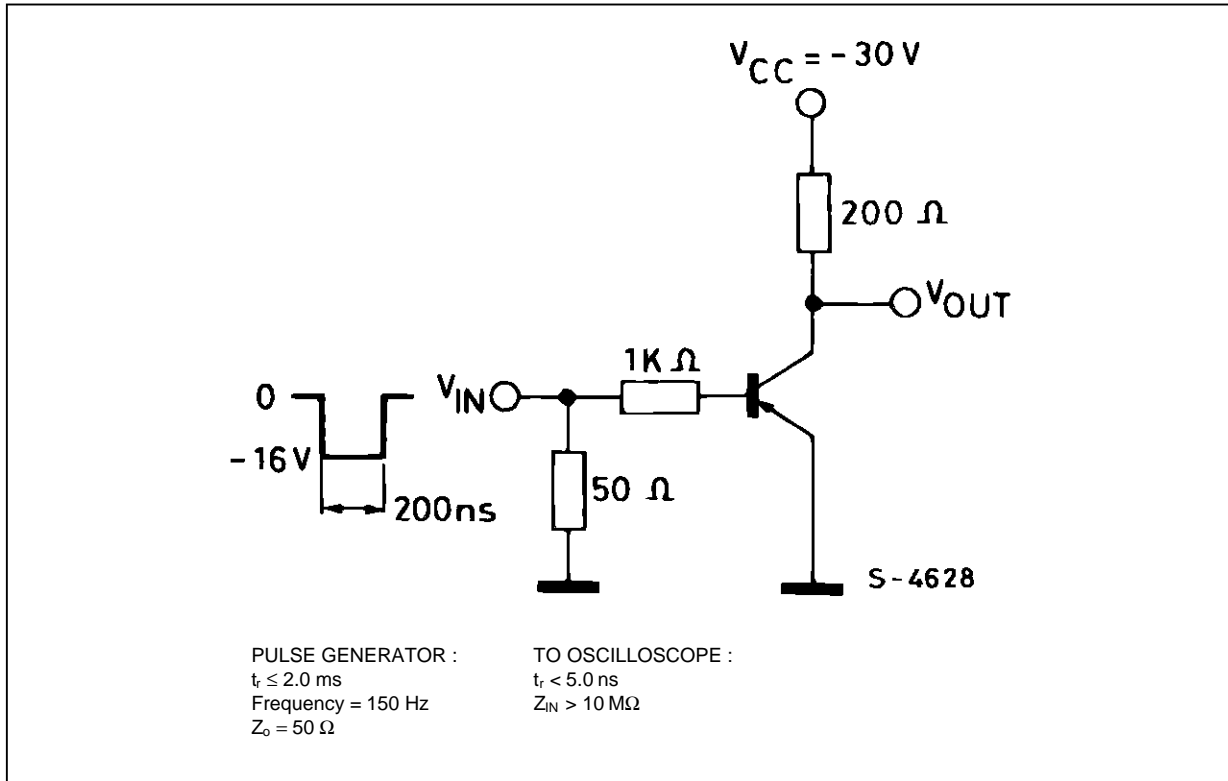 V_CC = - 30 V
200 Ω
V_OUT
1K Ω
V_IN
0
- 16 V
200ns
50 Ω
S-4628
PULSE GENERATOR :
t_r ≤ 2.0 ms
Frequency = 150 Hz
Z_o = 50 Ω
TO OSCILLOSCOPE :
t_r < 5.0 ns
Z_IN > 10 MΩ